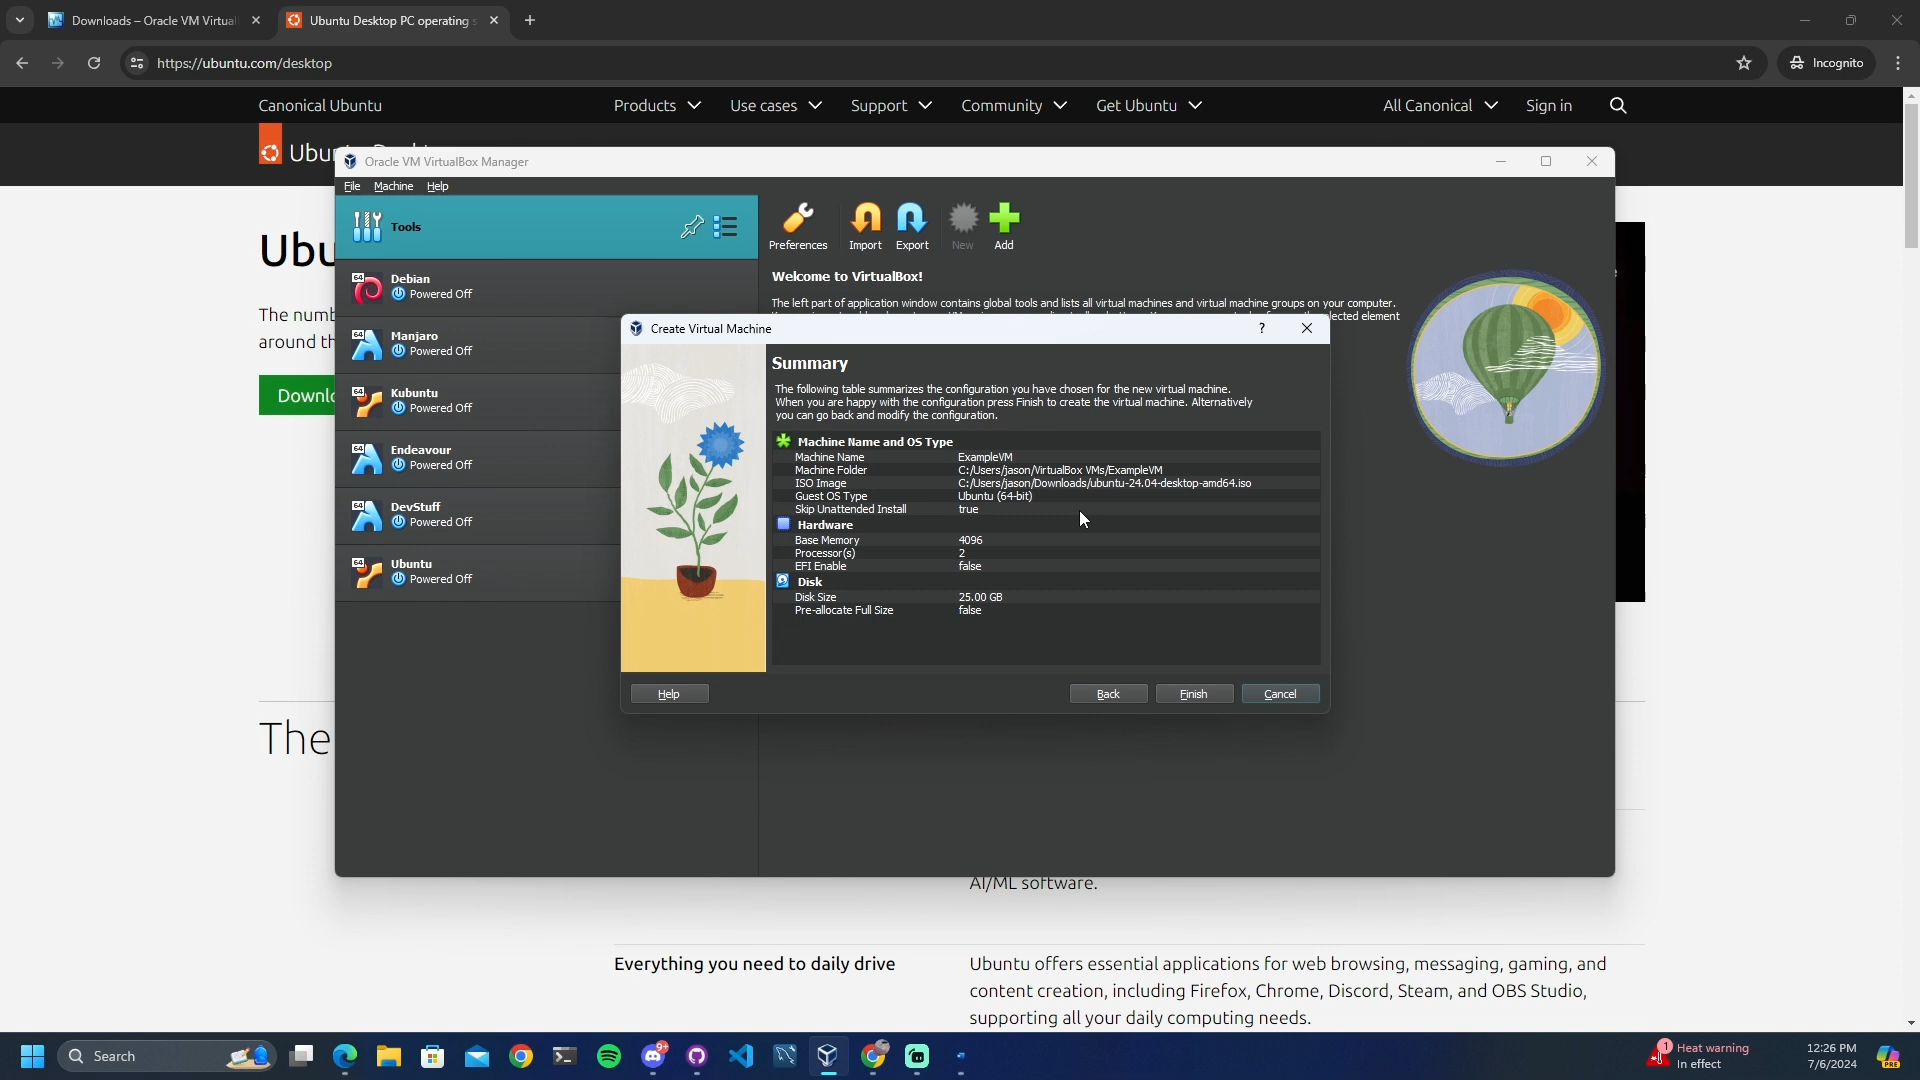 Downloads – Oracle VM Virtual
Ubuntu Desktop PC operating
https://ubuntu.com/desktop
Incognito
Canonical Ubuntu
Products
Use cases
Support
Community
Get Ubuntu
All Canonical
Sign in
Oracle VM VirtualBox Manager
File
Machine
Help
Tools
Preferences
Import
Export
New
Add
Welcome to VirtualBox!
The left part of application window contains global tools and lists all virtual machines and virtual machine groups on your computer.
64
Debian
Powered Off
64
Manjaro
Powered Off
64
Kubuntu
Powered Off
64
Endeavour
Powered Off
64
DevStuff
Powered Off
64
Ubuntu
Powered Off
Ubu
The numb
around th
Downlo
The
Create Virtual Machine
?
Summary
The following table summarizes the configuration you have chosen for the new virtual machine.
When you are happy with the configuration press Finish to create the virtual machine. Alternatively
you can go back and modify the configuration.
Machine Name and OS Type
Machine Name ExampleVM
Machine Folder C:/Users/jason/VirtualBox VMs/ExampleVM
ISO Image C:/Users/jason/Downloads/ubuntu-24.04-desktop-amd64.iso
Guest OS Type Ubuntu (64-bit)
Skip Unattended Install true
Hardware
Base Memory 4096
Processor(s) 2
EFI Enable false
Disk
Disk Size 25.00 GB
Pre-allocate Full Size false
Help
Back
Finish
Cancel
AI/ML software.
Everything you need to daily drive
Ubuntu offers essential applications for web browsing, messaging, gaming, and
content creation, including Firefox, Chrome, Discord, Steam, and OBS Studio,
supporting all your daily computing needs.
Search
9+
1
Heat warning
In effect
12:26 PM
7/6/2024
PRE